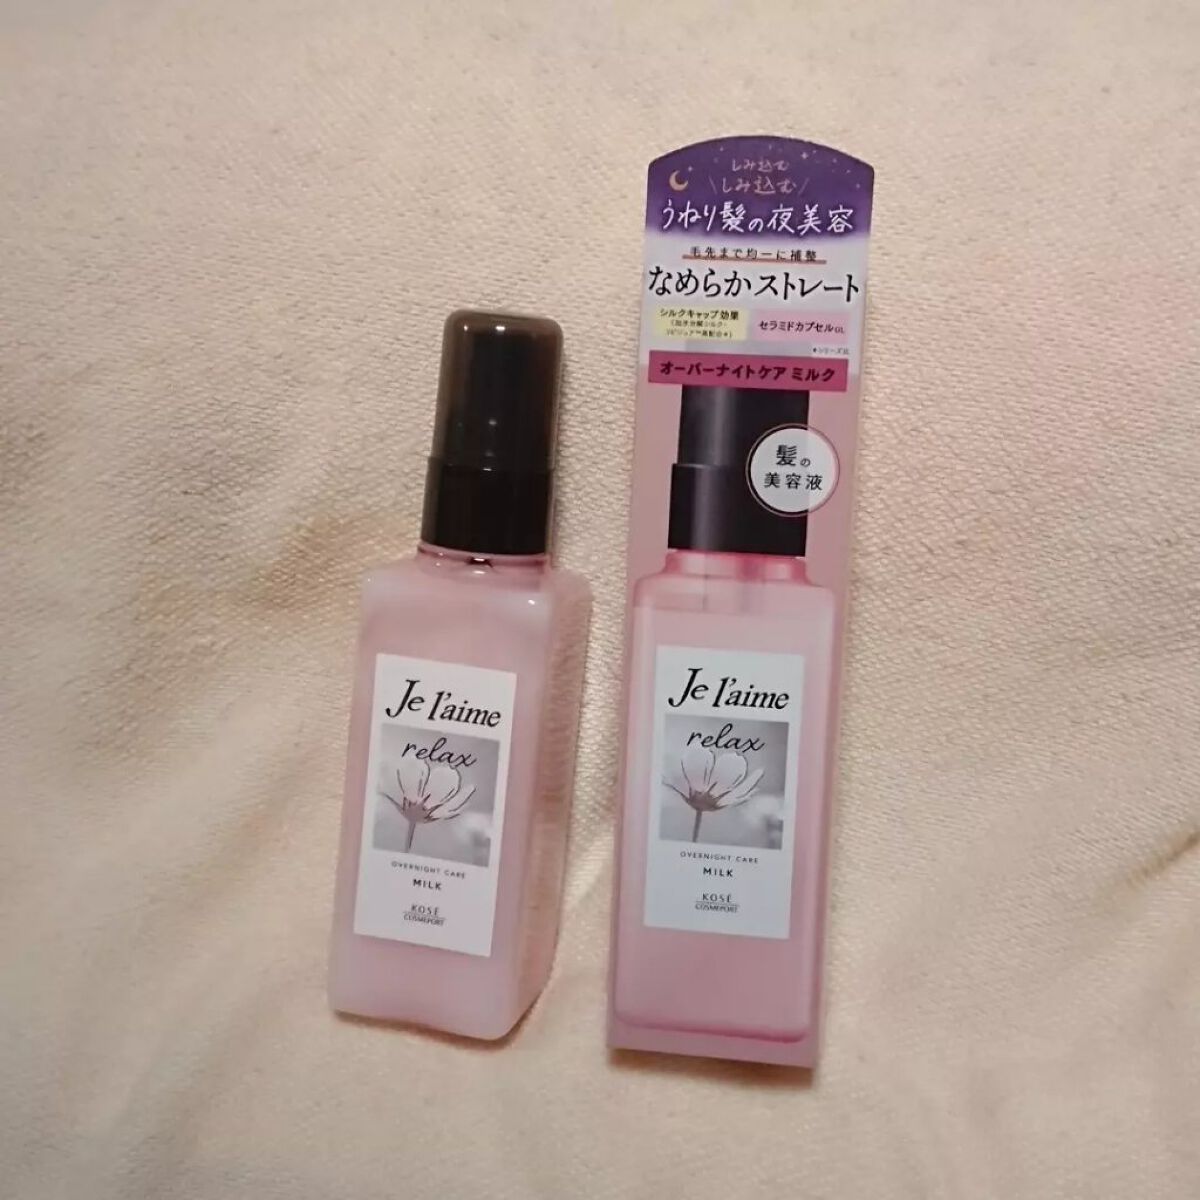 しみ込む
\しみ込む/
うねり髪の夜美容
毛先まで均一に補整
なめらかストレート
シルクキャップ効果
セラミドカプセルGL
オーバーナイトケア ミルク
髪の
美容液
Je l'aime
relax
OVERNIGHT CARE
MILK
KOSÉ
COSMEPORT
Je l'aime
relax
OVERNIGHT CARE
MILK
KOSÉ
COSMEPORT